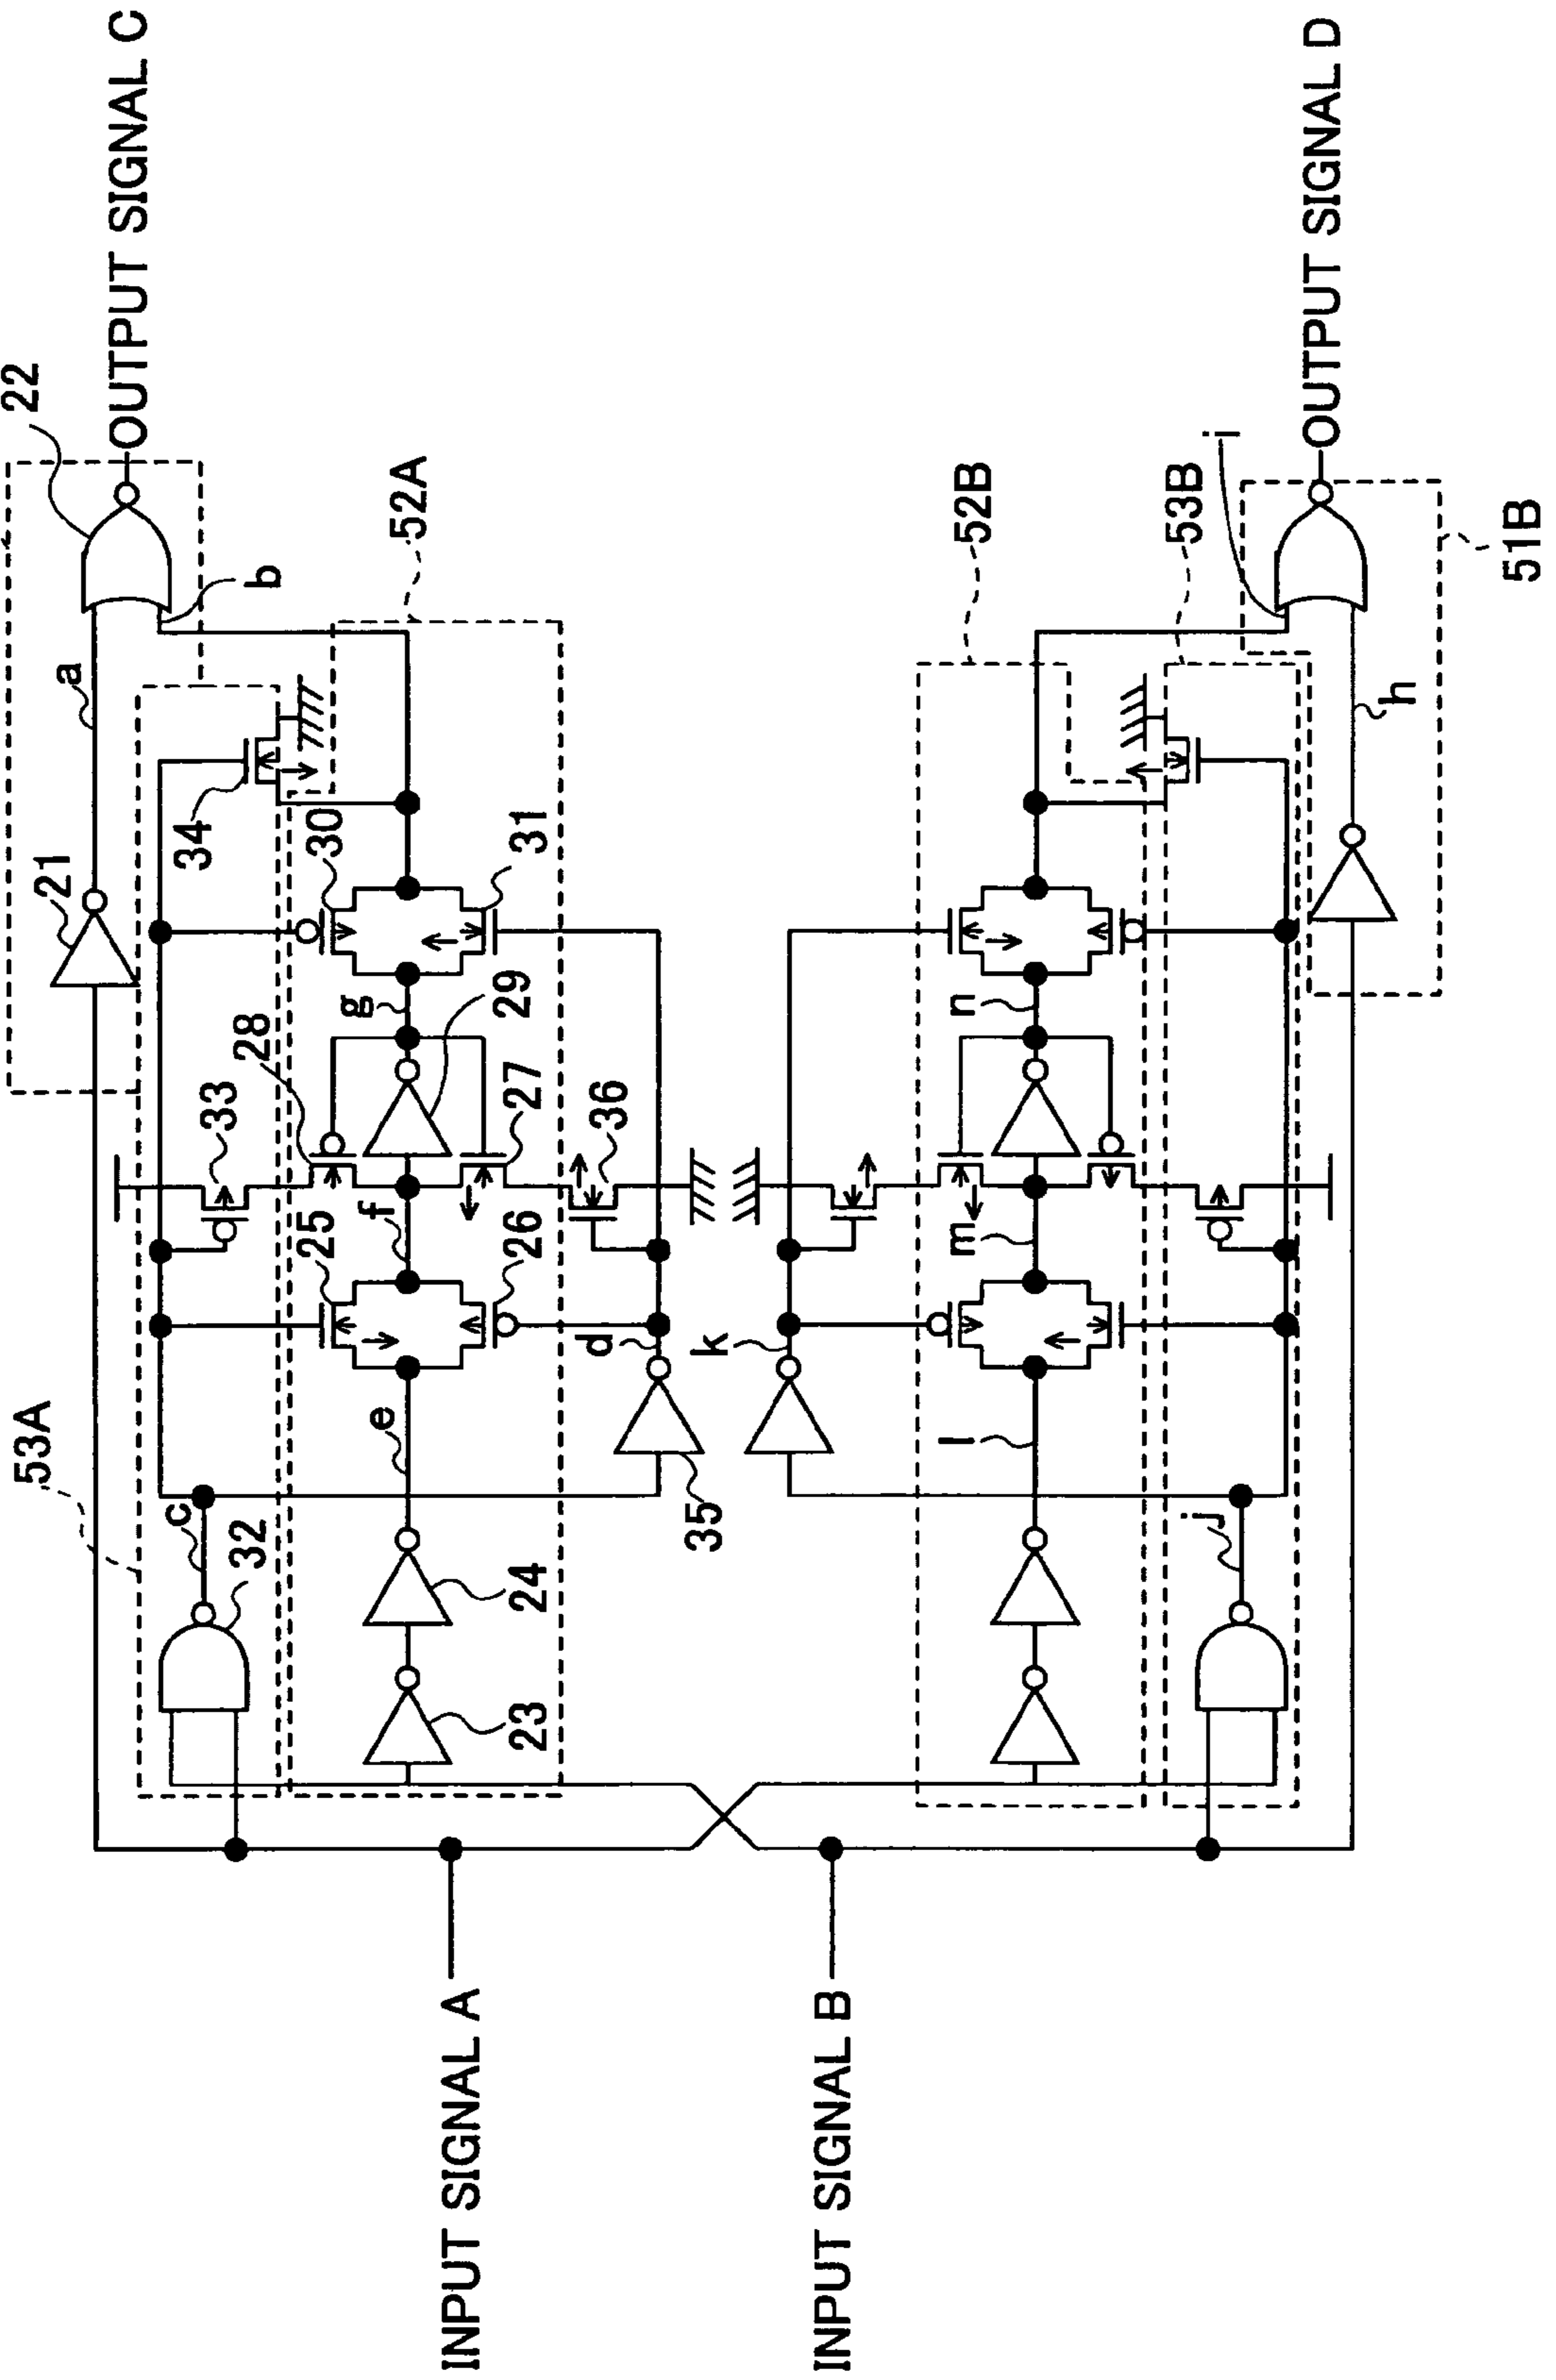 OUTPUT SIGNAL C
22
a
b
52A
21
34
30
31
g
29
28
33
27
36
f
25
26
d
53A
e
c
32
24
35
23
INPUT SIGNAL A
OUTPUT SIGNAL D
i
52B
53B
51B
h
n
m
k
l
j
INPUT SIGNAL B